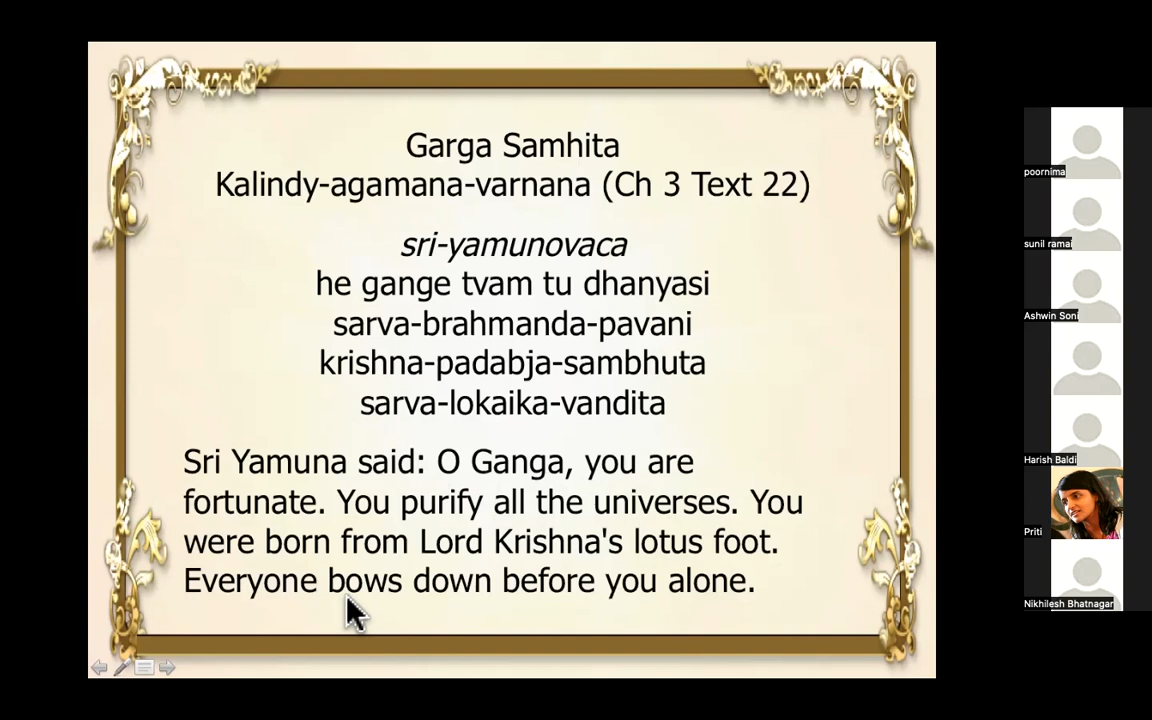 Garga Samhita
Kalindy-agamana-varnana (Ch 3 Text 22)
sri-yamunovaca
he gange tvam tu dhanyasi
sarva-brahmanda-pavani
krishna-padabja-sambhuta
sarva-lokaika-vandita
Sri Yamuna said: O Ganga, you are
fortunate. You purify all the universes. You
were born from Lord Krishna's lotus foot.
Everyone bows down before you alone.
poornima
sunil ramai
Ashwin Soni
Harish Baldi
Priti
Nikhilesh Bhatnagar